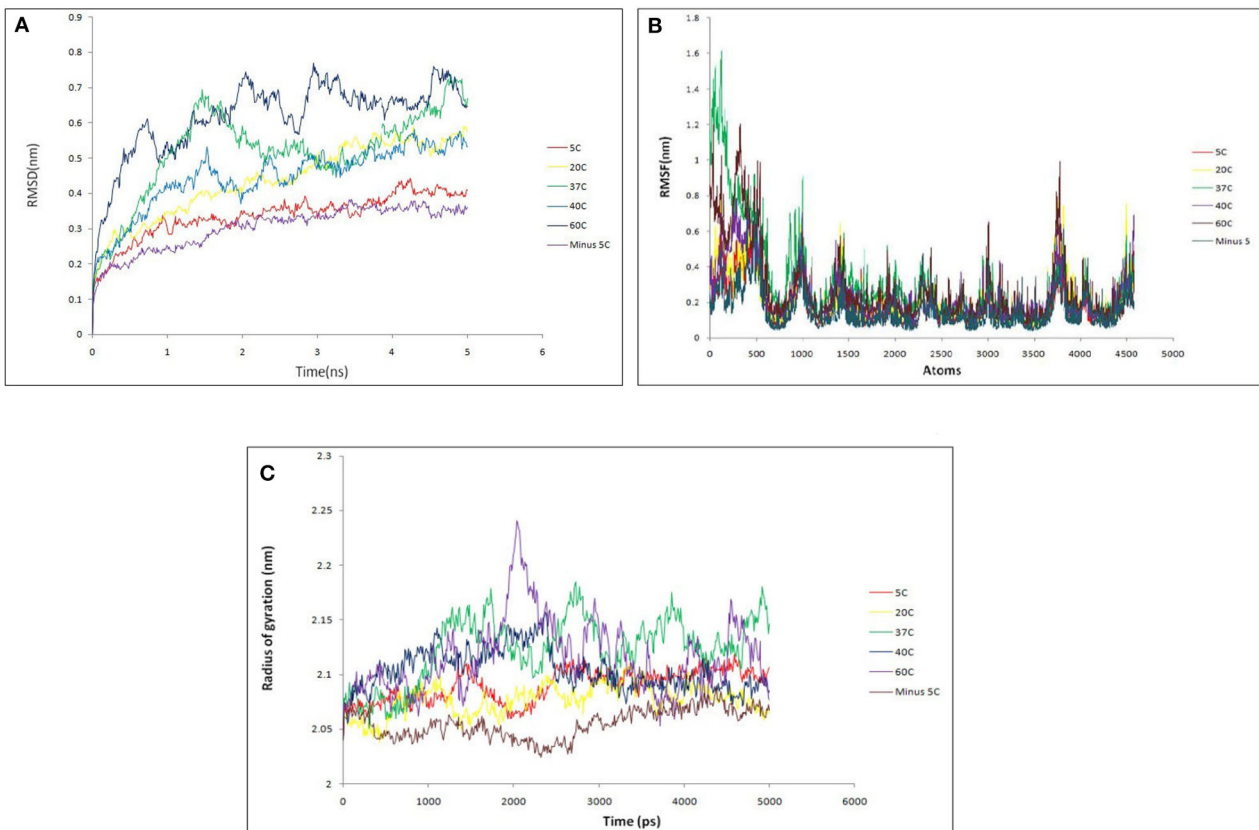 A
RMSD(nm)
0.9
0.8
0.7
0.6
0.5
0.4
0.3
0.2
0.1
0
0 1 2 3 4 5 6
Time(ns)
5C
20C
37C
40C
60C
Minus 5C
B
RMSF(nm)
1.8
1.6
1.4
1.2
1
0.8
0.6
0.4
0.2
0
0 500 1000 1500 2000 2500 3000 3500 4000 4500 5000
Atoms
5C
20C
37C
40C
60C
Minus 5
C
Radius of gyration (nm)
2.3
2.25
2.2
2.15
2.1
2.05
2
0 1000 2000 3000 4000 5000 6000
Time (ps)
5C
20C
37C
40C
60C
Minus 5C